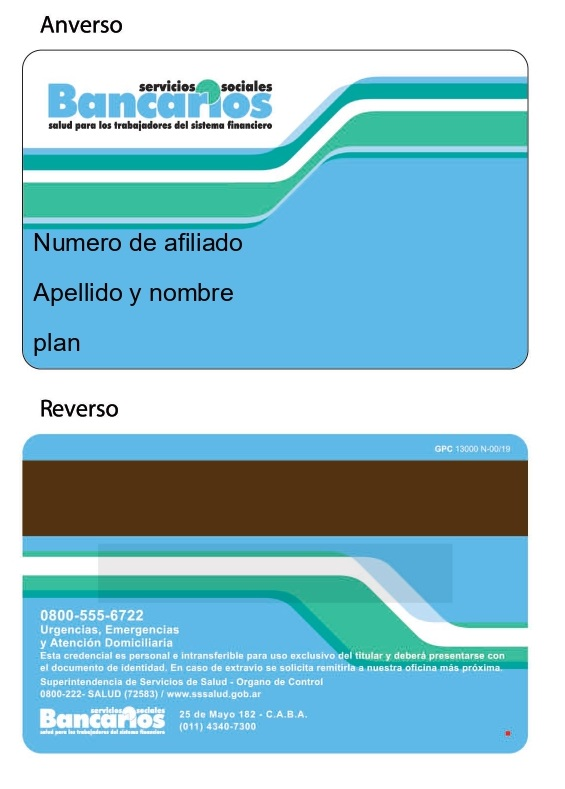 Anverso
servicios sociales
Bancarios
salud para los trabajadores del sistema financiero
Numero de afiliado
Apellido y nombre
plan
Reverso
GPC 13000 N-00/19
0800-555-6722
Urgencias, Emergencias
y Atención Domiciliaria
Esta credencial es personal e intransferible para uso exclusivo del titular y deberá presentarse con
el documento de identidad. En caso de extravio se solicita remitirla a nuestra oficina más próxima.
Superintendencia de Servicios de Salud - Organo de Control
0800-222- SALUD (72583) / www.sssalud.gob.ar
servicios sociales
Bancarios
salud para los trabajadores del sistema financiero
25 de Mayo 182 - C.A.B.A.
(011) 4340-7300